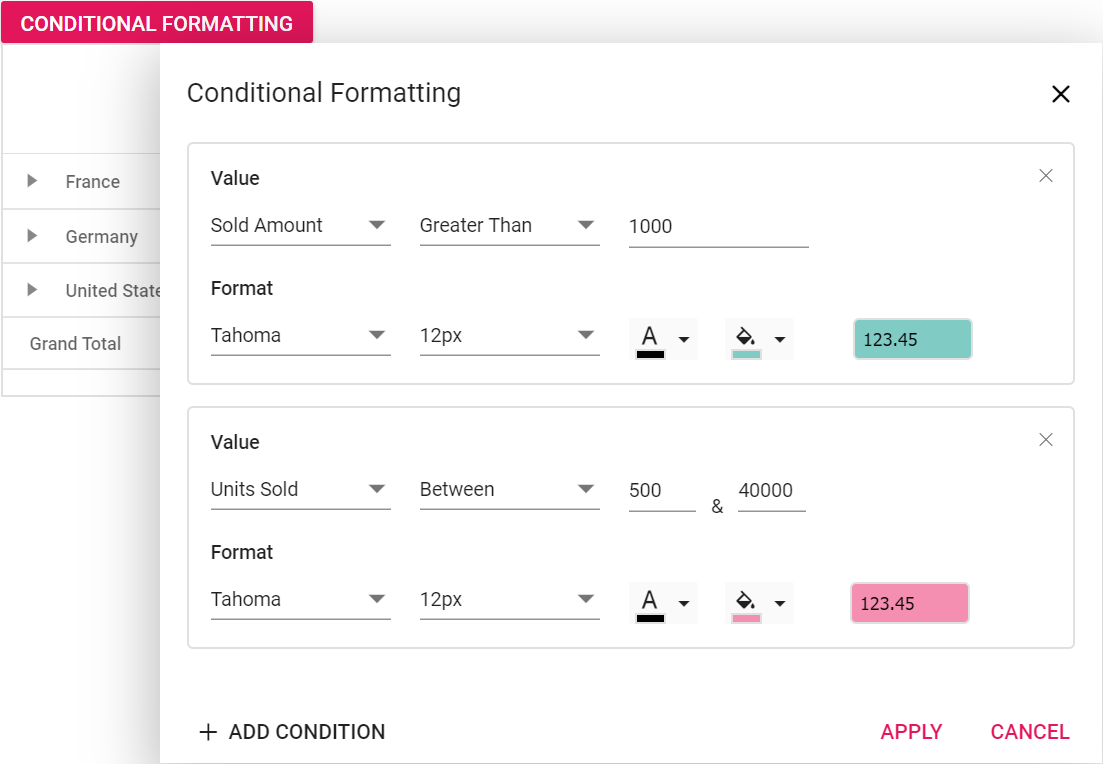 CONDITIONAL FORMATTING
Conditional Formatting
Value
Sold Amount Greater Than 1000
Format
Tahoma 12px A 123.45
Value
Units Sold Between 500 & 40000
Format
Tahoma 12px A 123.45
+ ADD CONDITION APPLY CANCEL
France
Germany
United State
Grand Total